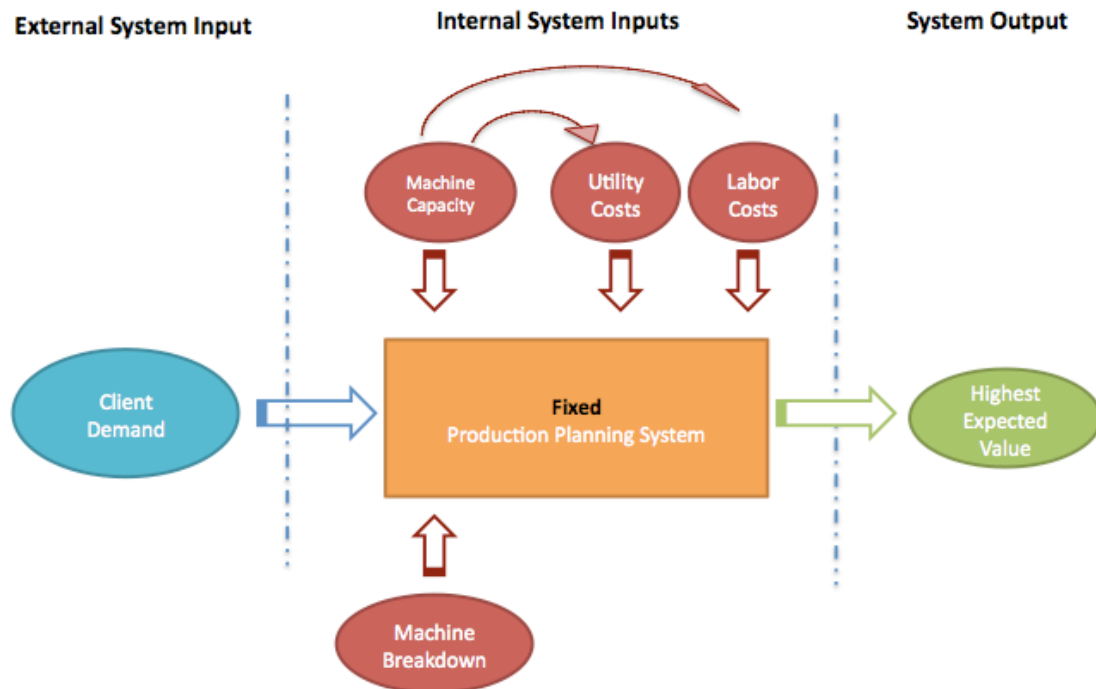 External System Input
Internal System Inputs
System Output
Machine
Capacity
Utility
Costs
Labor
Costs
Client
Demand
Fixed
Production Planning System
Highest
Expected
Value
Machine
Breakdown